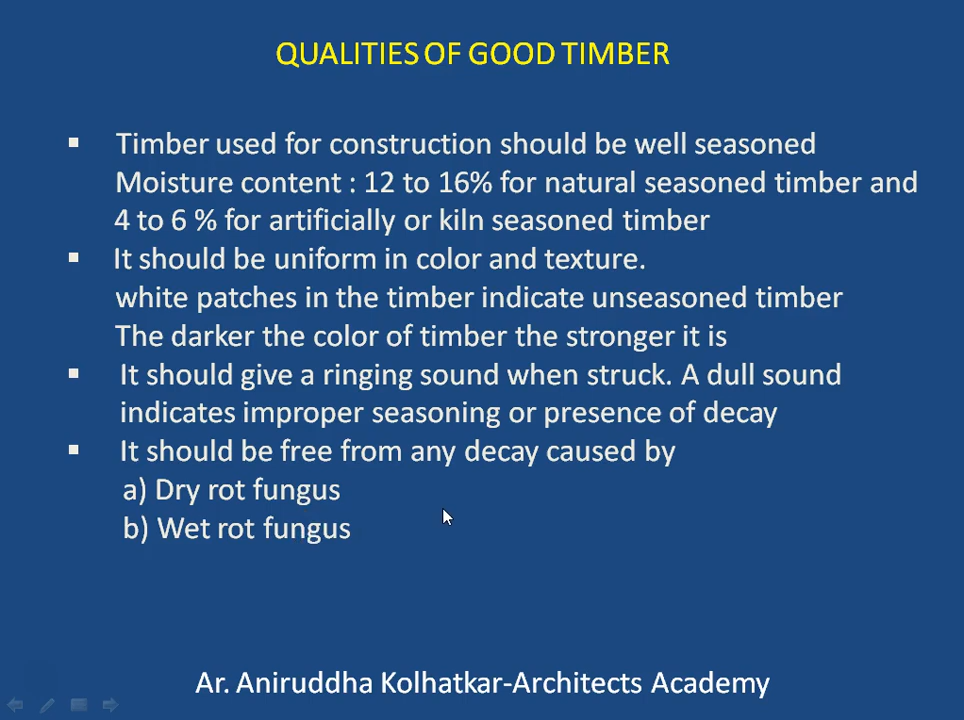 QUALITIES OF GOOD TIMBER
▪ Timber used for construction should be well seasoned
Moisture content : 12 to 16% for natural seasoned timber and
4 to 6 % for artificially or kiln seasoned timber
▪ It should be uniform in color and texture.
white patches in the timber indicate unseasoned timber
The darker the color of timber the stronger it is
▪ It should give a ringing sound when struck. A dull sound
indicates improper seasoning or presence of decay
▪ It should be free from any decay caused by
a) Dry rot fungus
b) Wet rot fungus
Ar. Aniruddha Kolhatkar-Architects Academy